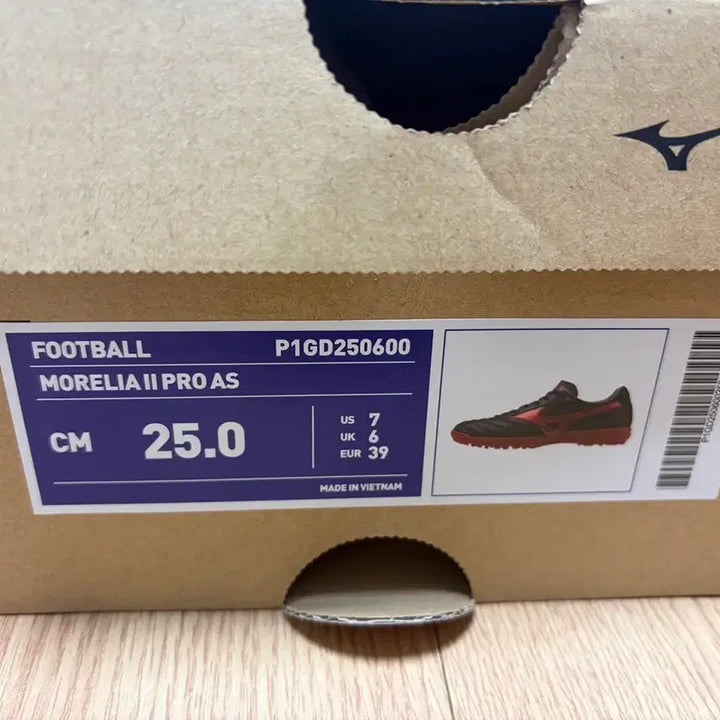 FOOTBALL P1GD250600
MORELIA II PRO AS
CM 25.0
US 7
UK 6
EUR 39
MADE IN VIETNAM